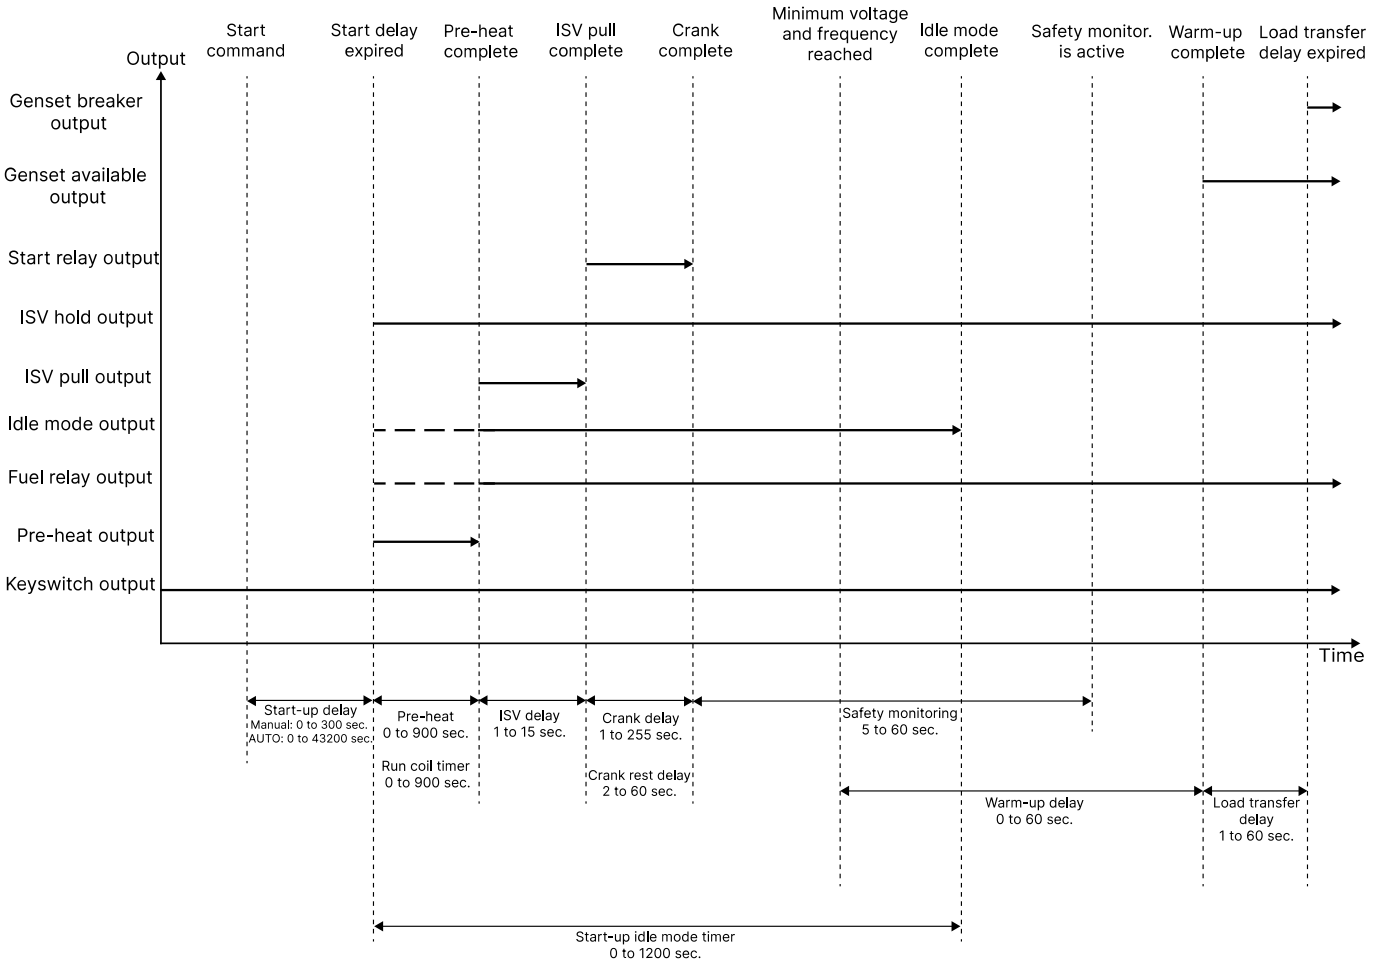 Start
command
Start delay
expired
Pre-heat
complete
ISV pull
complete
Crank
complete
Minimum voltage
and frequency
reached
Idle mode
complete
Safety monitor.
is active
Warm-up
complete
Load transfer
delay expired
Output
Genset breaker
output
Genset available
output
Start relay output
ISV hold output
ISV pull output
Idle mode output
Fuel relay output
Pre-heat output
Keyswitch output
Time
Start-up delay
Manual: 0 to 300 sec.
AUTO: 0 to 43200 sec.
Pre-heat
0 to 900 sec.
Run coil timer
0 to 900 sec.
ISV delay
1 to 15 sec.
Crank delay
1 to 255 sec.
Crank rest delay
2 to 60 sec.
Safety monitoring
5 to 60 sec.
Warm-up delay
0 to 60 sec.
Load transfer
delay
1 to 60 sec.
Start-up idle mode timer
0 to 1200 sec.